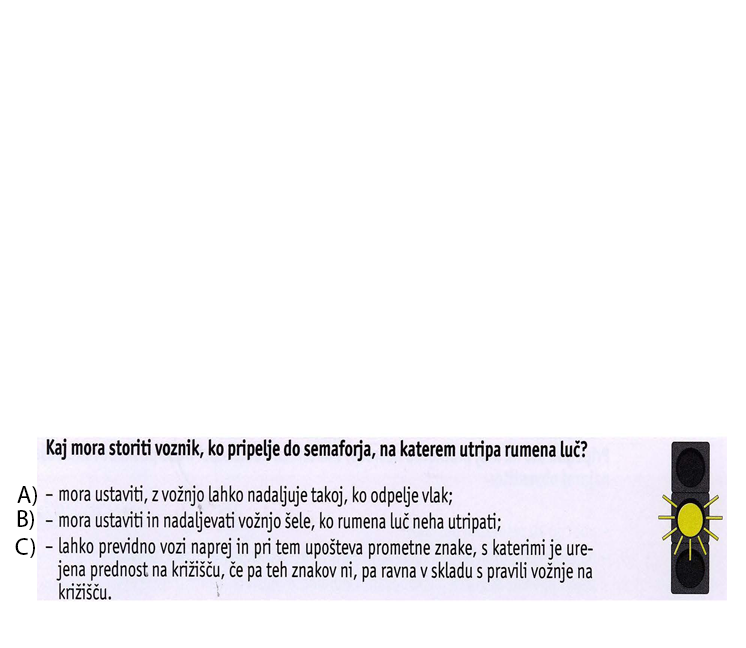 Kaj mora storiti voznik, ko pripelje do semaforja, na katerem utripa rumena luč?
A) – mora ustaviti, z vožnjo lahko nadaljuje takoj, ko odpelje vlak;
B) – mora ustaviti in nadaljevati vožnjo šele, ko rumena luč neha utripati;
C) – lahko previdno vozi naprej in pri tem upošteva prometne znake, s katerimi je ure-
jena prednost na križišču, če pa teh znakov ni, pa ravna v skladu s pravili vožnje na
križišču.